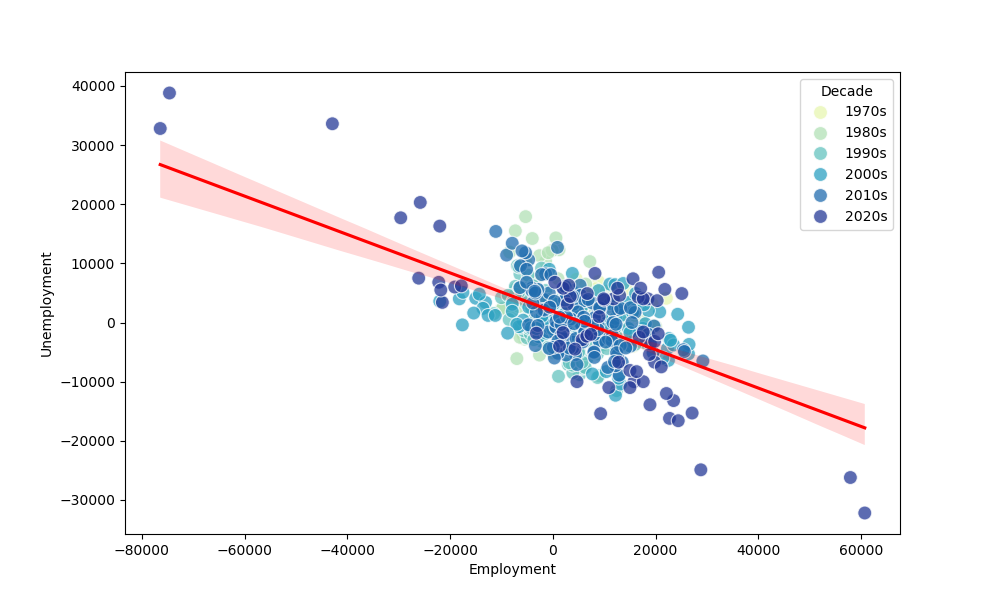 40000
30000
20000
10000
0
−10000
−20000
−30000
Unemployment
Decade
1970s
1980s
1990s
2000s
2010s
2020s
−80000 −60000 −40000 −20000 0 20000 40000 60000
Employment